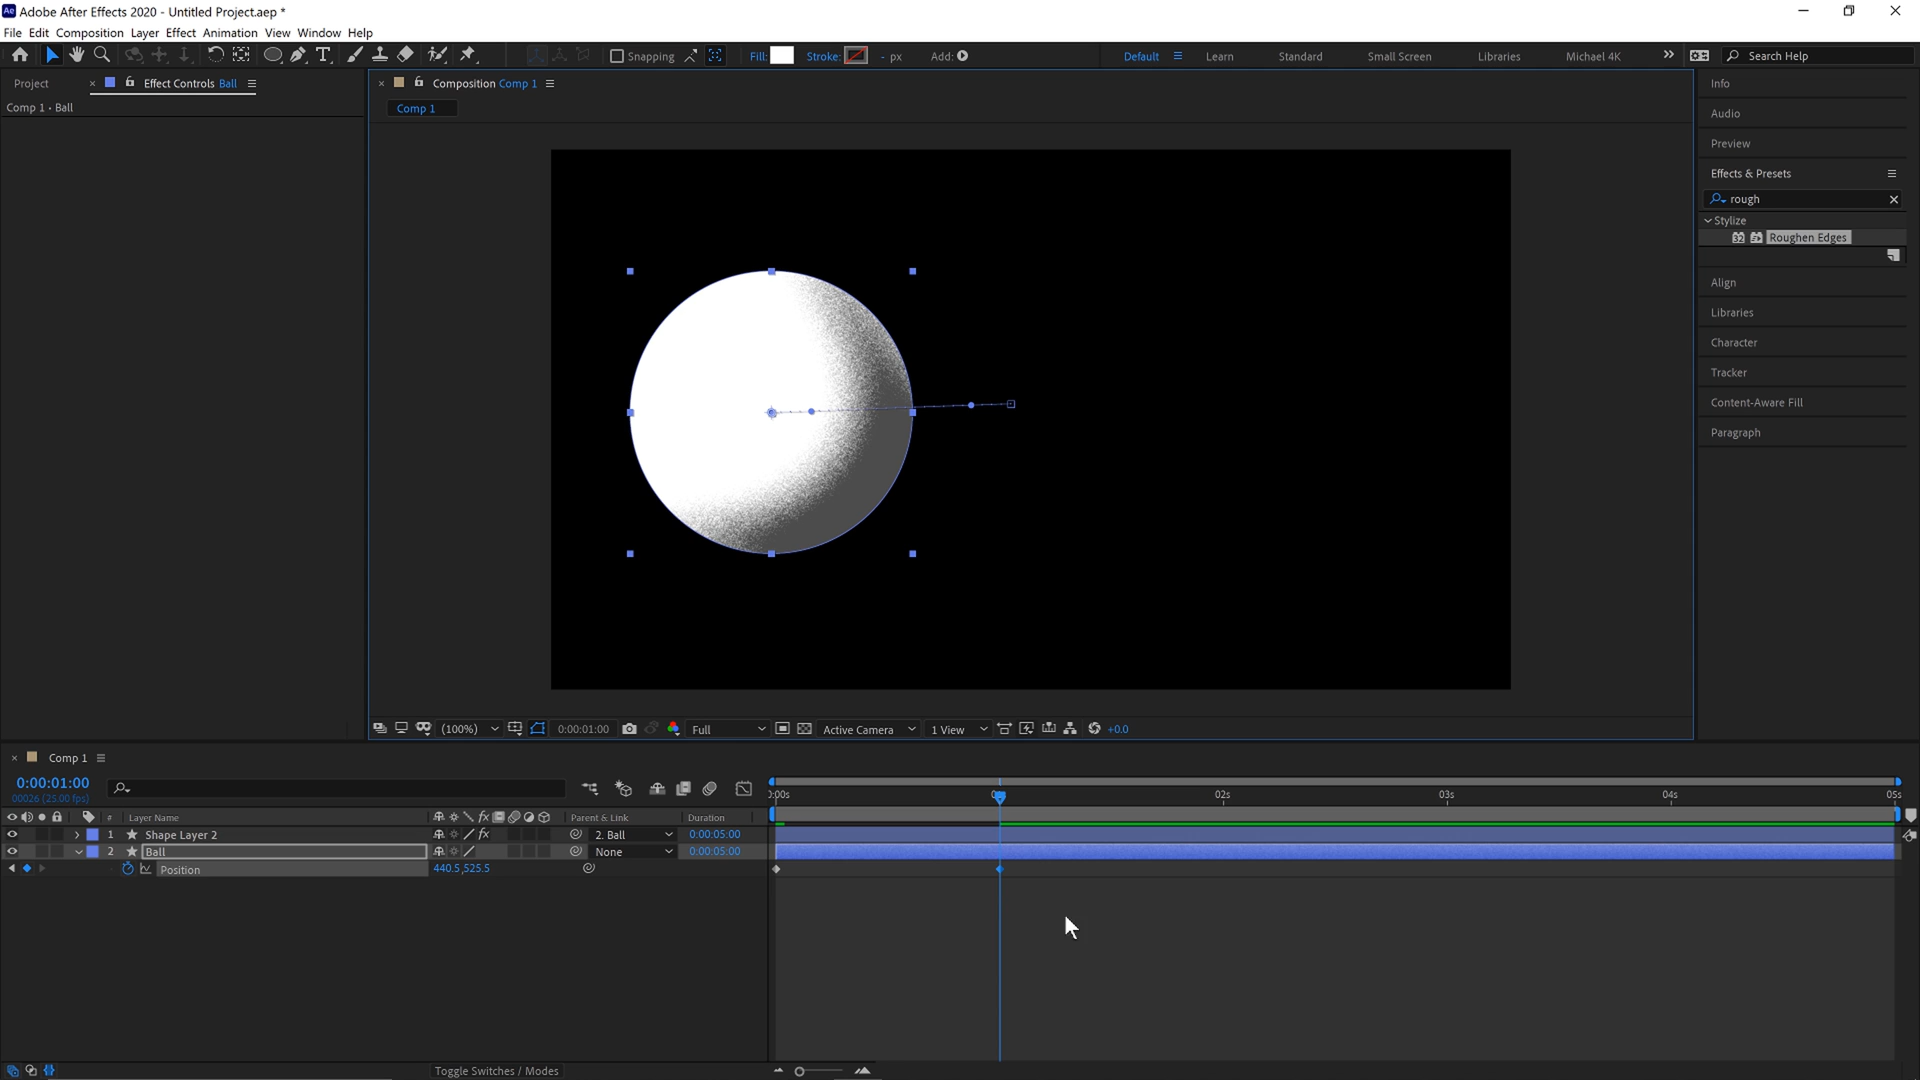 Ae Adobe After Effects 2020 - Untitled Project.aep *
File Edit Composition Layer Effect Animation View Window Help
Snapping Fill: Stroke: - px Add: Default Learn Standard Small Screen Libraries Michael 4K >> Search Help
Project × Effect Controls Ball × Composition Comp 1 Info
Comp 1 • Ball
Comp 1
Audio
Preview
Effects & Presets
rough
Stylize
32 Roughen Edges
Align
Libraries
Character
Tracker
Content-Aware Fill
Paragraph
(100%) 0:00:01:00 Full Active Camera 1 View +0.0
× Comp 1
0:00:01:00
00026 (25.00 fps)
02s 03s 04s 05s
# Layer Name fx Parent & Link Duration
1 Shape Layer 2 fx 2. Ball 0:00:05:00
2 Ball None 0:00:05:00
Position 440.5,525.5
Toggle Switches / Modes